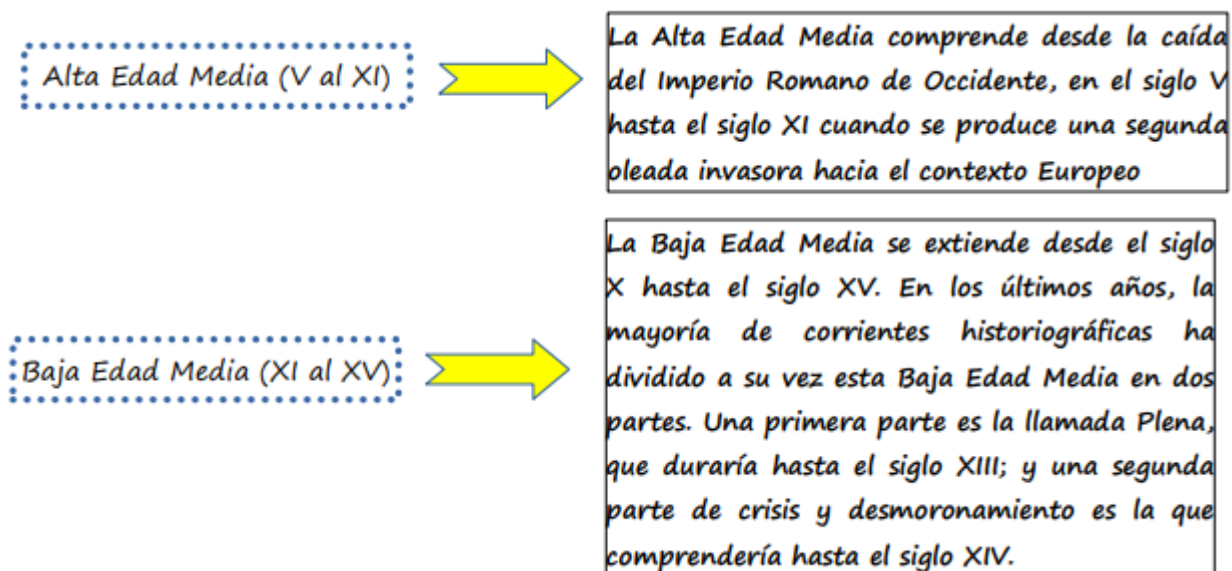 Alta Edad Media (V al XI)
La Alta Edad Media comprende desde la caída
del Imperio Romano de Occidente, en el siglo V
hasta el siglo XI cuando se produce una segunda
oleada invasora hacia el contexto Europeo
Baja Edad Media (XI al XV)
La Baja Edad Media se extiende desde el siglo
X hasta el siglo XV. En los últimos años, la
mayoría de corrientes historiográficas ha
dividido a su vez esta Baja Edad Media en dos
partes. Una primera parte es la llamada Plena,
que duraría hasta el siglo XIII; y una segunda
parte de crisis y desmoronamiento es la que
comprendería hasta el siglo XIV.